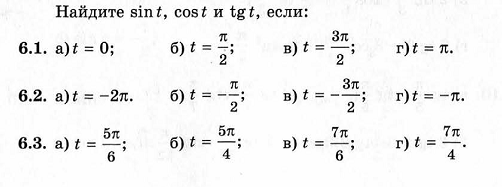 Найдите sin t, cos t и tg t, если:
6.1. а) t = 0; б) t = π/2; в) t = 3π/2; г) t = π.
6.2. а) t = −2π. б) t = −π/2; в) t = −3π/2; г) t = −π.
6.3. а) t = 5π/6; б) t = 5π/4; в) t = 7π/6; г) t = 7π/4.